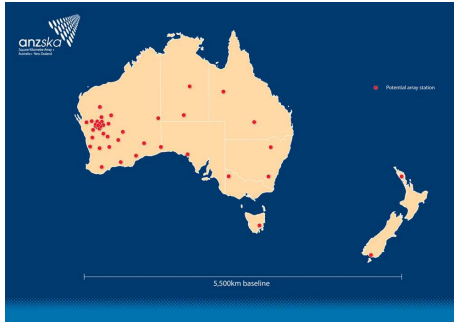 anzska
Square Kilometre Array •
Australia • New Zealand
Potential array station
5,500km baseline